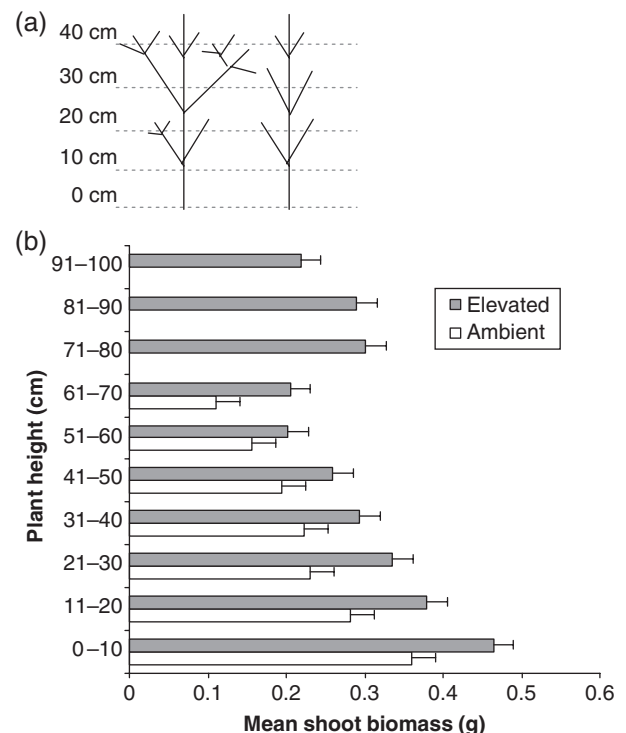 (a)
40 cm
30 cm
20 cm
10 cm
0 cm
(b)
91–100
81–90
71–80
61–70
51–60
41–50
31–40
21–30
11–20
0–10
Plant height (cm)
Elevated
Ambient
0 0.1 0.2 0.3 0.4 0.5 0.6
Mean shoot biomass (g)